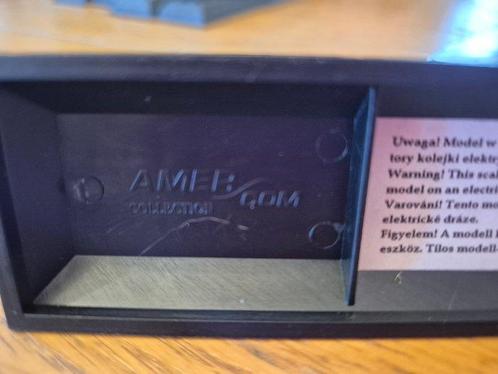 AMER
COM
COLLECTION
Uwaga! Model w
tory kolejki elektr
Warning! This scal
model on an electri
Varování! Tento mo
elektrické dráze.
Figyelem! A modell
eszköz. Tilos modell-